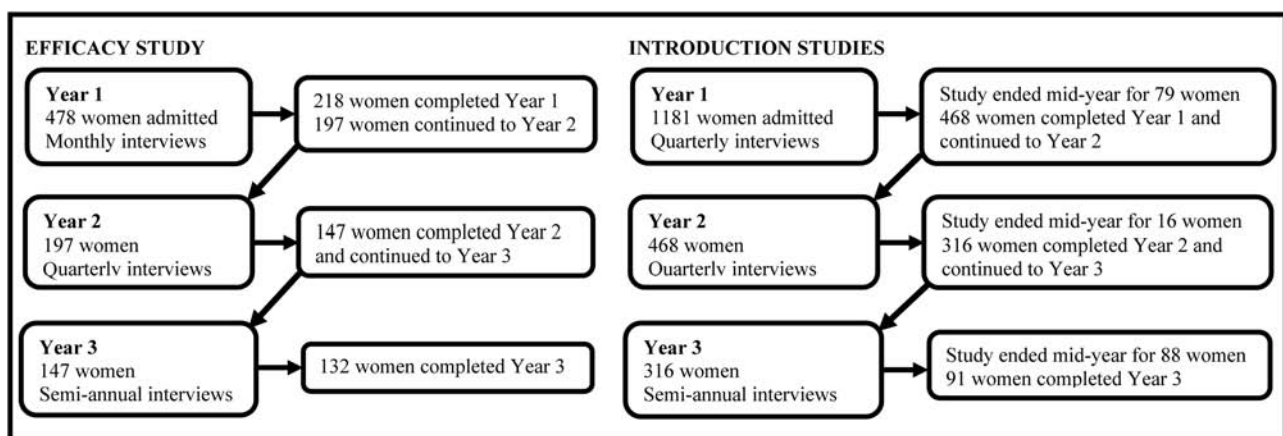 EFFICACY STUDY
Year 1
478 women admitted
Monthly interviews
218 women completed Year 1
197 women continued to Year 2
Year 2
197 women
Quarterly interviews
147 women completed Year 2
and continued to Year 3
Year 3
147 women
Semi-annual interviews
132 women completed Year 3
INTRODUCTION STUDIES
Year 1
1181 women admitted
Quarterly interviews
Study ended mid-year for 79 women
468 women completed Year 1 and
continued to Year 2
Year 2
468 women
Quarterly interviews
Study ended mid-year for 16 women
316 women completed Year 2 and
continued to Year 3
Year 3
316 women
Semi-annual interviews
Study ended mid-year for 88 women
91 women completed Year 3